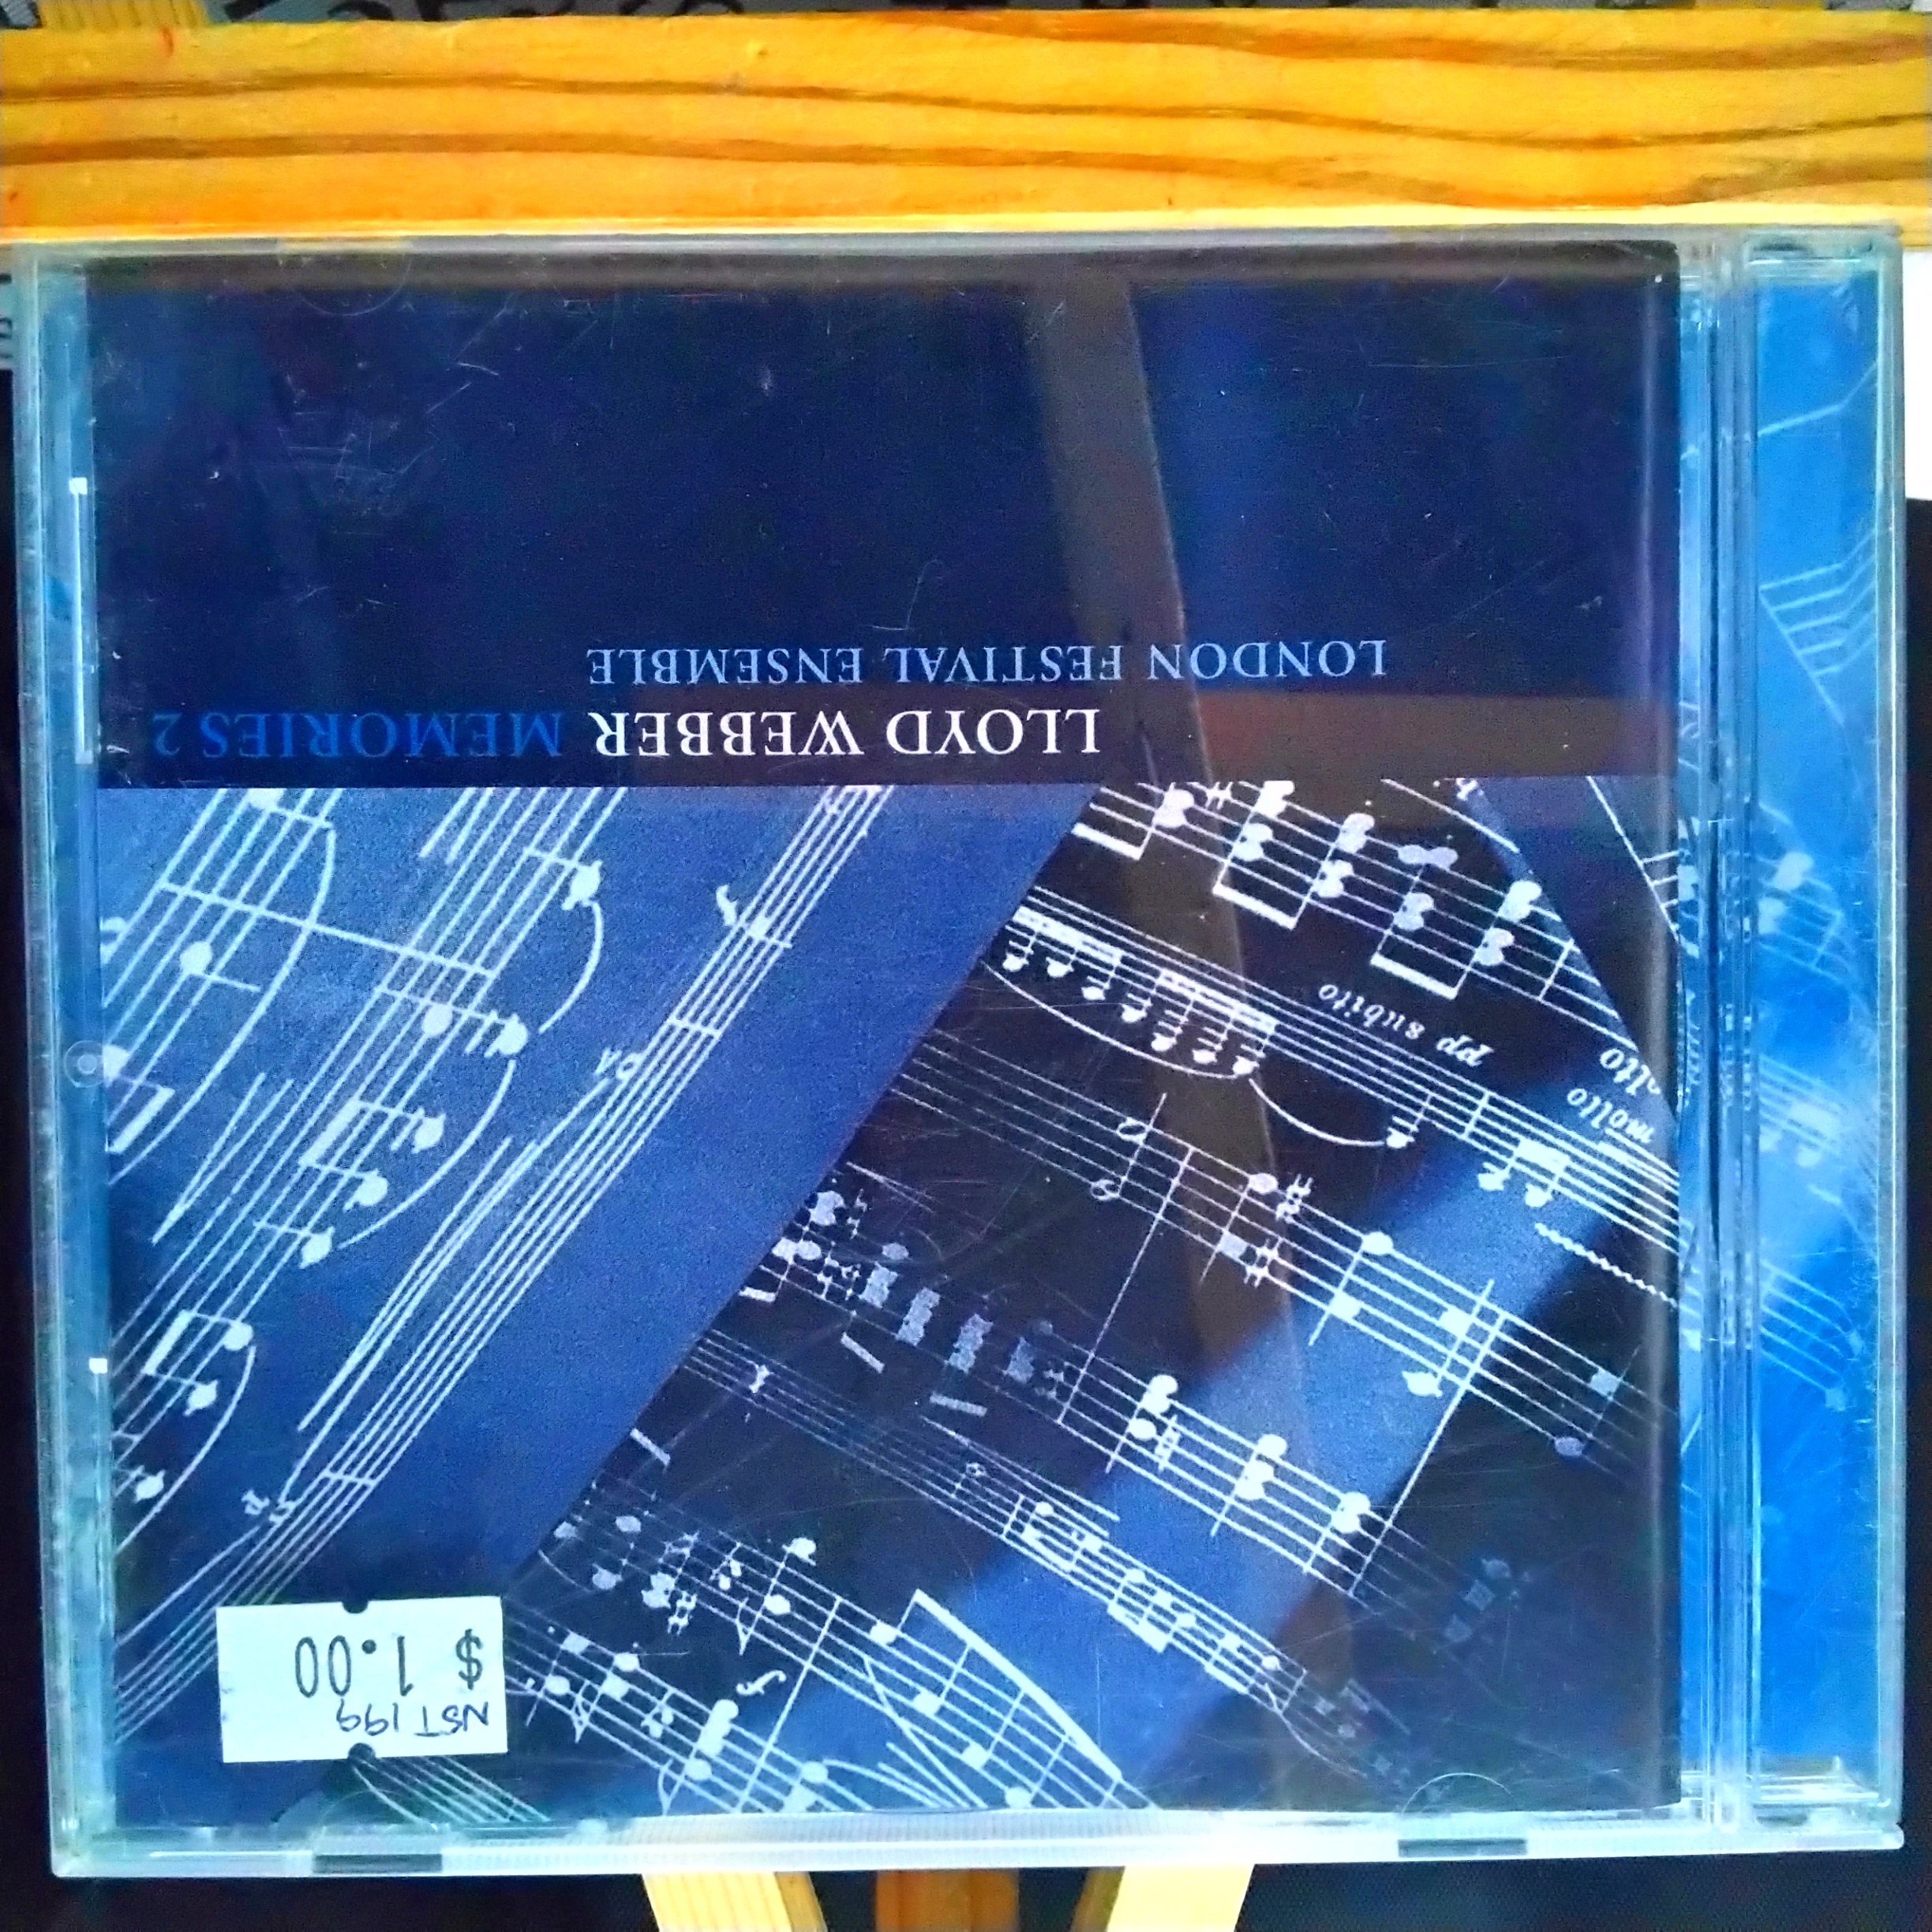 LLOYD WEBBER MEMORIES 2
LONDON FESTIVAL ENSEMBLE
pp subito
molto
NST 199
$ 1.00